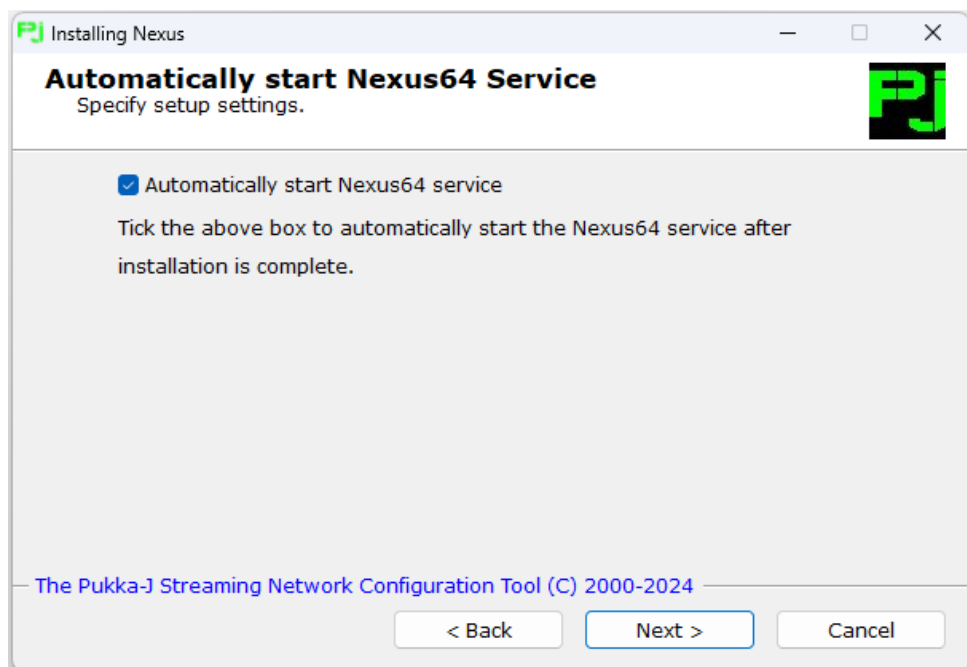 PJ Installing Nexus
Automatically start Nexus64 Service
Specify setup settings.
PJ
Automatically start Nexus64 service
Tick the above box to automatically start the Nexus64 service after
installation is complete.
The Pukka-J Streaming Network Configuration Tool (C) 2000-2024
< Back Next > Cancel